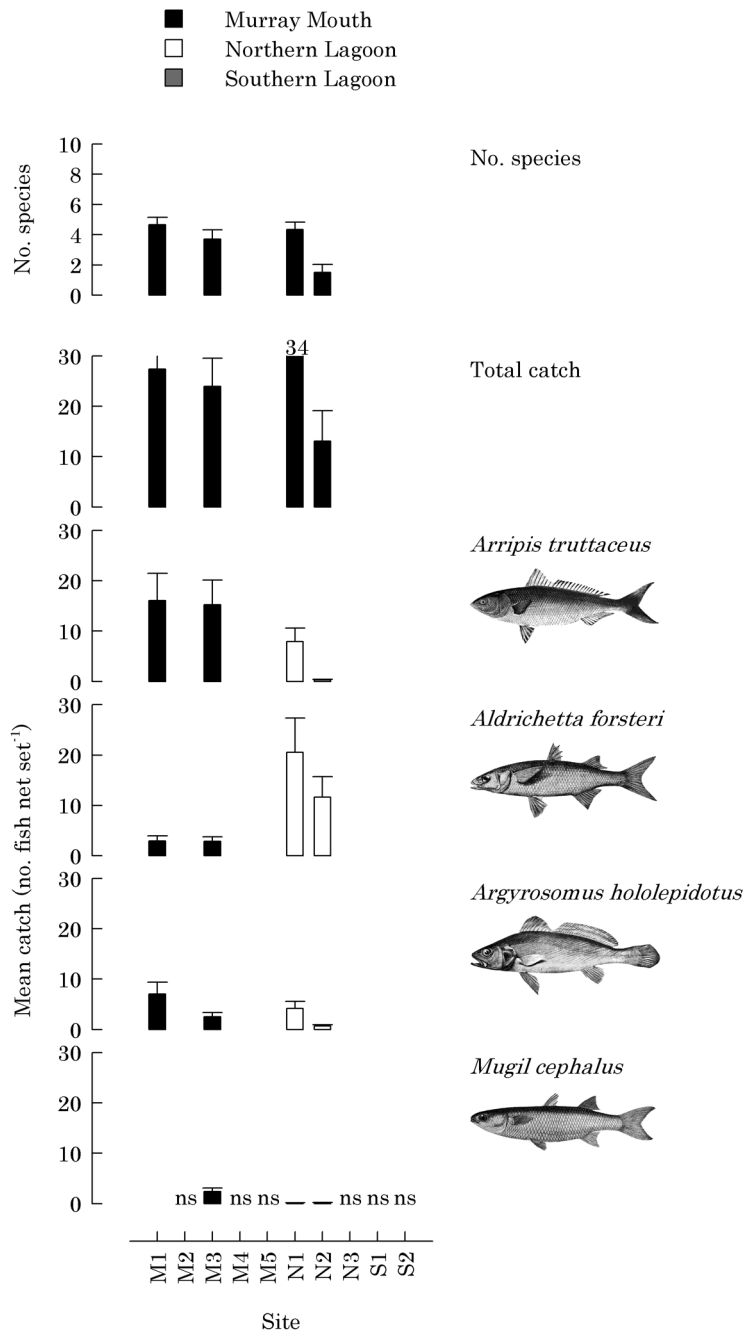 Murray Mouth
Northern Lagoon
Southern Lagoon
No. species
10
8
6
4
2
0
No. species
34
30
20
10
0
Total catch
Mean catch (no. fish net set⁻¹)
30
20
10
0
Arripis truttaceus
30
20
10
0
Aldrichetta forsteri
30
20
10
0
Argyrosomus hololepidotus
30
20
10
0
Mugil cephalus
ns ns ns ns ns ns
M1 M2 M3 M4 M5 N1 N2 N3 S1 S2
Site